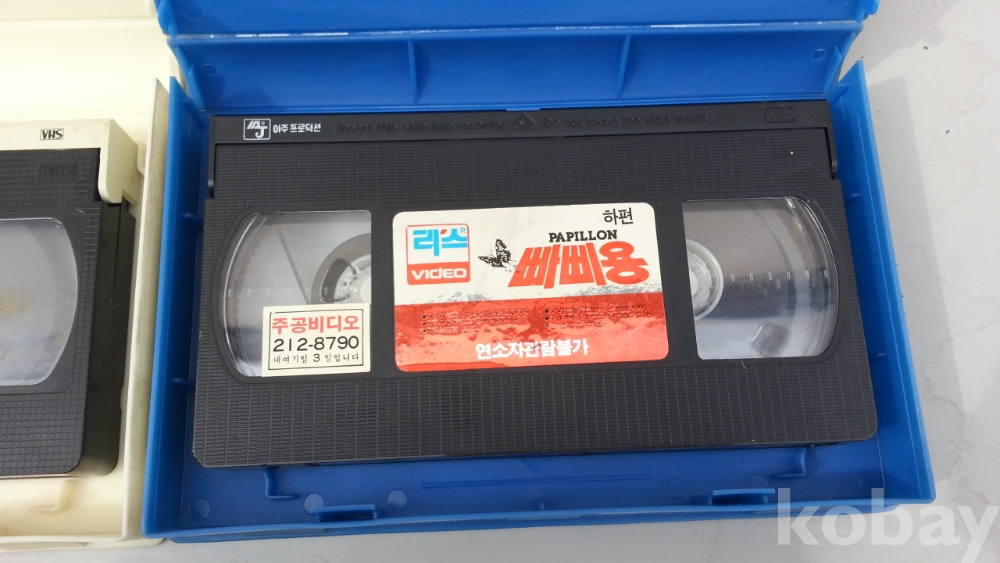 VHS
아주 프로덕션
Insert this side into recorder
Do not touch the tape inside
VHS
하편
리스®
VIDEO
PAPILLON
빠삐용
연소자관람불가
주공비디오
212-8790
대여기일 3 일입니다
kobay